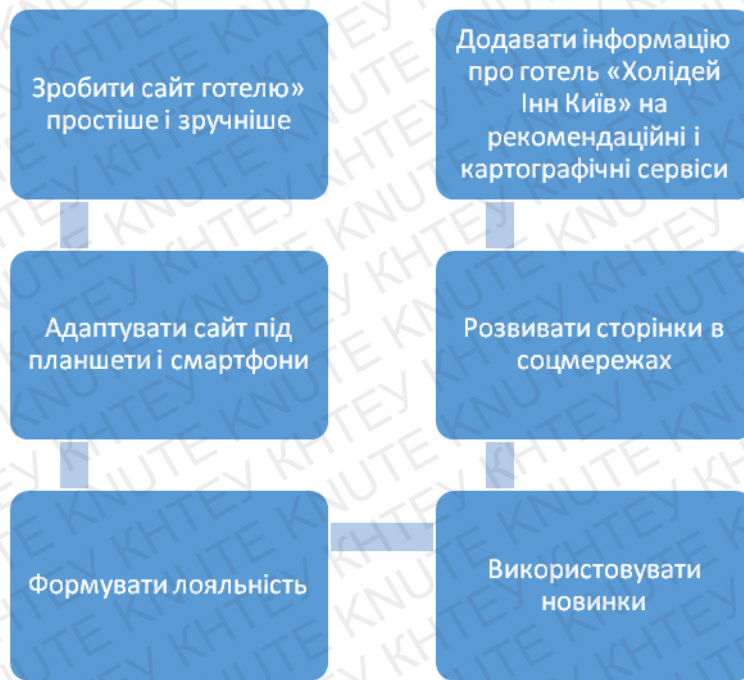 Зробити сайт готелю»
простіше і зручніше
Адаптувати сайт під
планшети і смартфони
Формувати лояльність
Використовувати
новинки
Розвивати сторінки в
соцмережах
Додавати інформацію
про готель «Холідей
Інн Київ» на
рекомендаційні і
картографічні сервіси